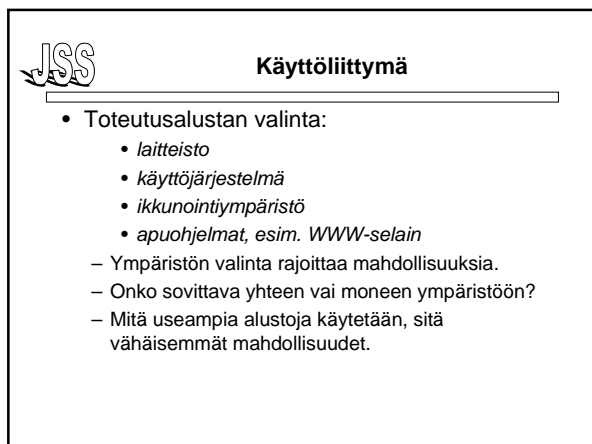 JSS
Käyttöliittymä
• Toteutusalustan valinta:
• laitteisto
• käyttöjärjestelmä
• ikkunointiympäristö
• apuohjelmat, esim. WWW-selain
– Ympäristön valinta rajoittaa mahdollisuuksia.
– Onko sovittava yhteen vai moneen ympäristöön?
– Mitä useampia alustoja käytetään, sitä
vähäisemmät mahdollisuudet.